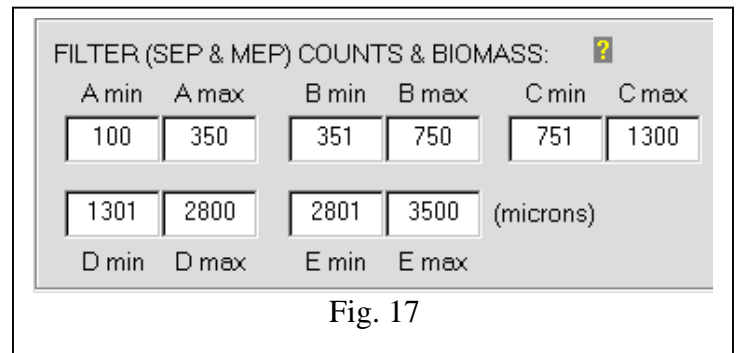 FILTER (SEP & MEP) COUNTS & BIOMASS: ?
A min A max B min B max C min C max
100 350 351 750 751 1300
1301 2800 2801 3500 (microns)
D min D max E min E max
Fig. 17